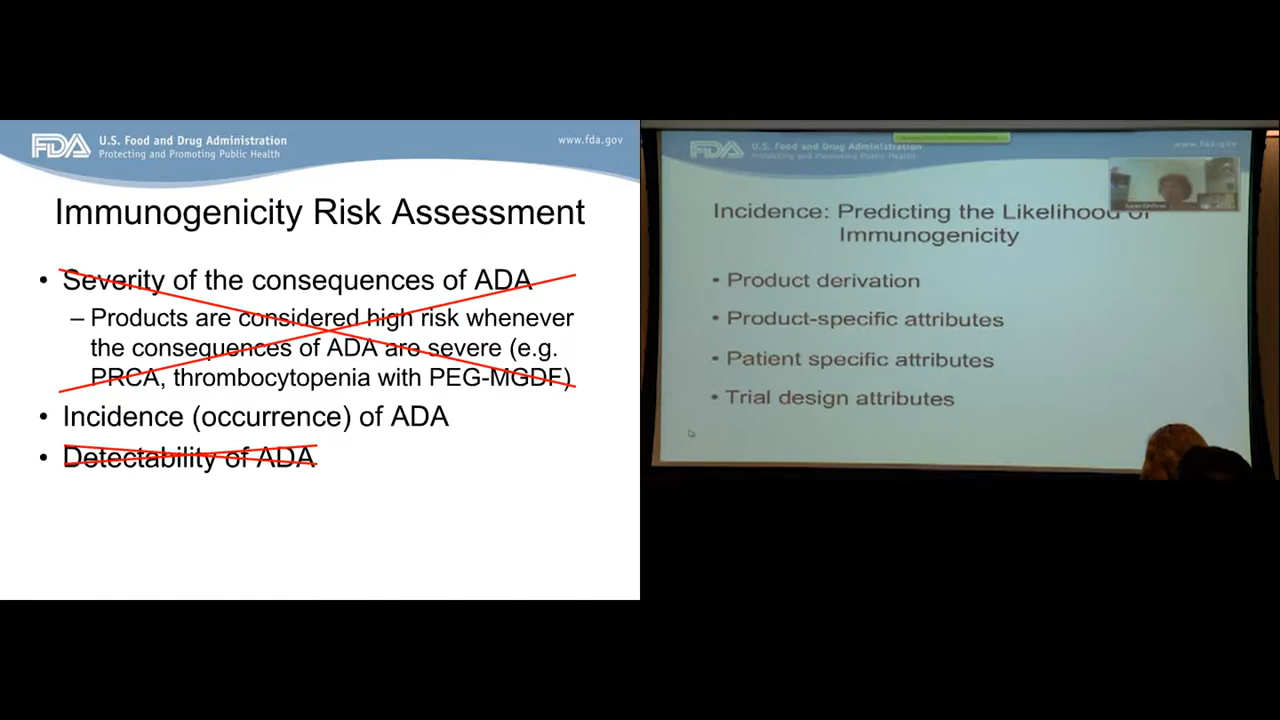 FDA U.S. Food and Drug Administration
Protecting and Promoting Public Health
www.fda.gov
Immunogenicity Risk Assessment
• Severity of the consequences of ADA
– Products are considered high risk whenever
the consequences of ADA are severe (e.g.
PRCA, thrombocytopenia with PEG-MGDF)
• Incidence (occurrence) of ADA
• Detectability of ADA
FDA U.S. Food and Drug Administration
Protecting and Promoting Public Health
www.fda.gov
Incidence: Predicting the Likelihood of
Immunogenicity
• Product derivation
• Product-specific attributes
• Patient specific attributes
• Trial design attributes